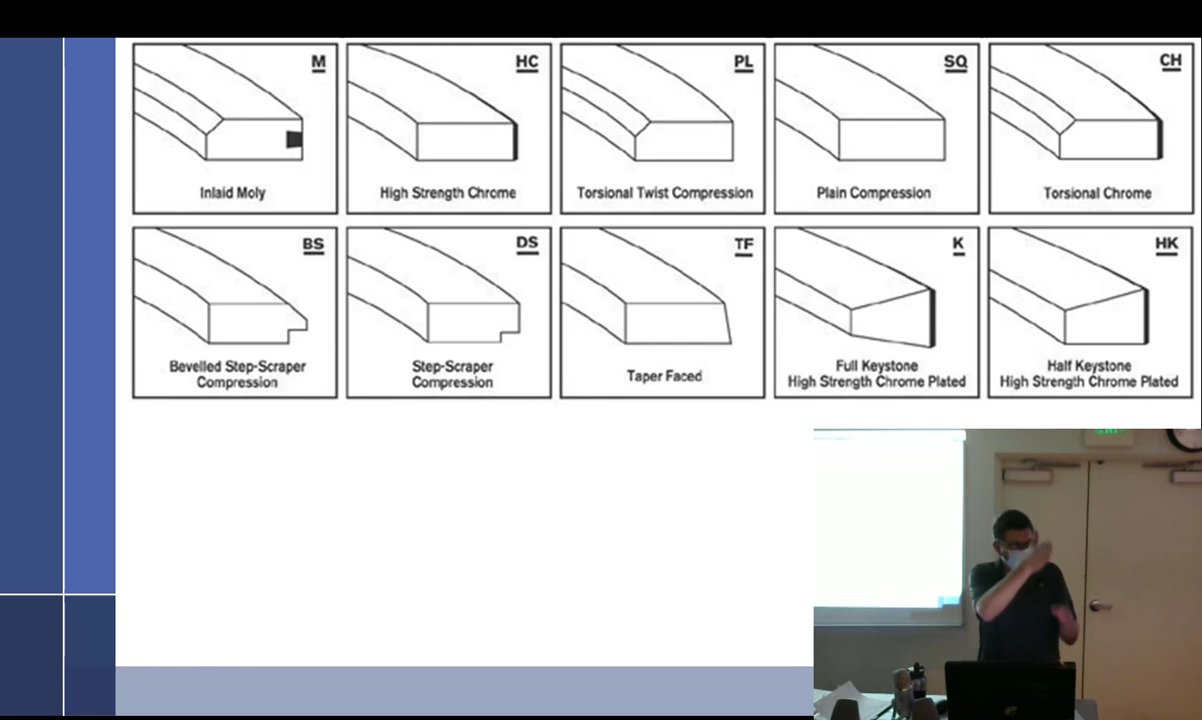 M
Inlaid Moly
HC
High Strength Chrome
PL
Torsional Twist Compression
SQ
Plain Compression
CH
Torsional Chrome
BS
Bevelled Step-Scraper
Compression
DS
Step-Scraper
Compression
TF
Taper Faced
K
Full Keystone
High Strength Chrome Plated
HK
Half Keystone
High Strength Chrome Plated